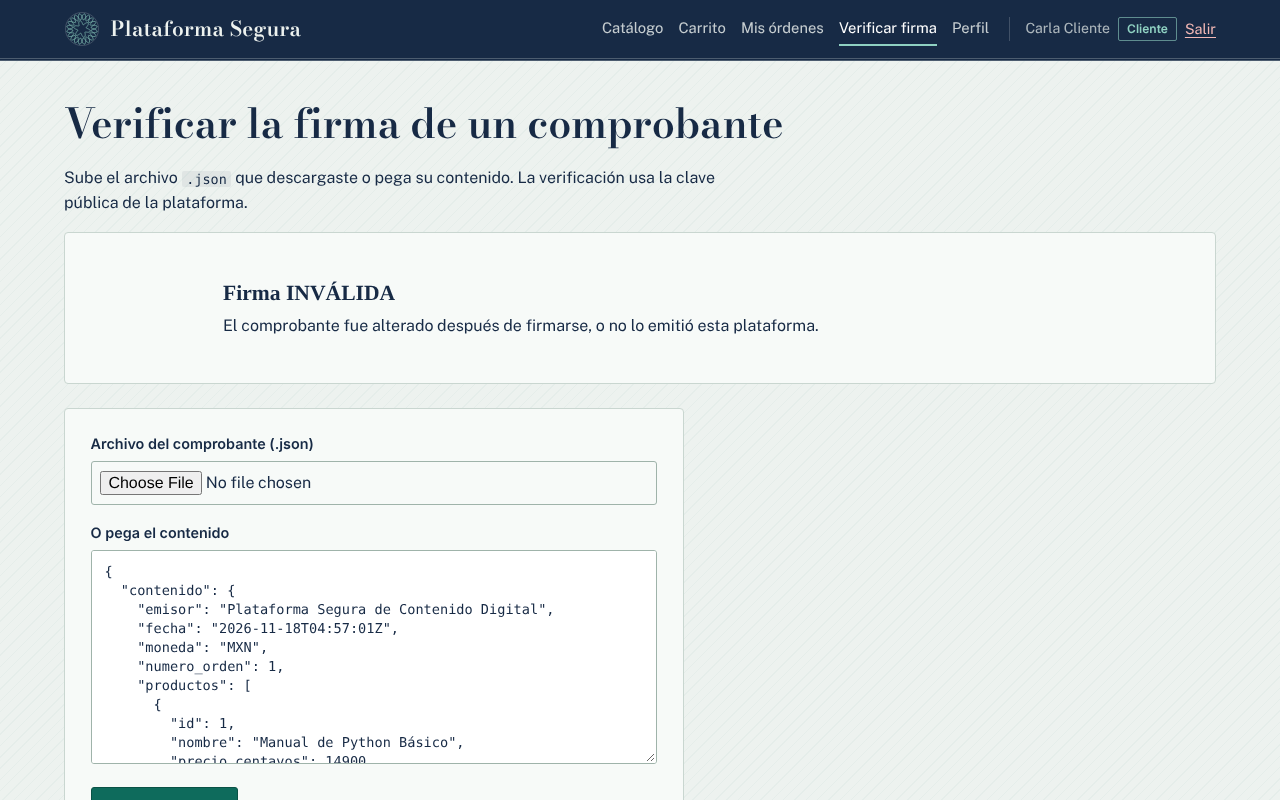 Plataforma Segura
Catálogo Carrito Mis órdenes Verificar firma Perfil Carla Cliente Cliente Salir
Verificar la firma de un comprobante
Sube el archivo .json que descargaste o pega su contenido. La verificación usa la clave
pública de la plataforma.
Firma INVÁLIDA
El comprobante fue alterado después de firmarse, o no lo emitió esta plataforma.
Archivo del comprobante (.json)
Choose File No file chosen
O pega el contenido
{
"contenido": {
"emisor": "Plataforma Segura de Contenido Digital",
"fecha": "2026-11-18T04:57:01Z",
"moneda": "MXN",
"numero_orden": 1,
"productos": [
{
"id": 1,
"nombre": "Manual de Python Básico",
"precio_centavos": 14900